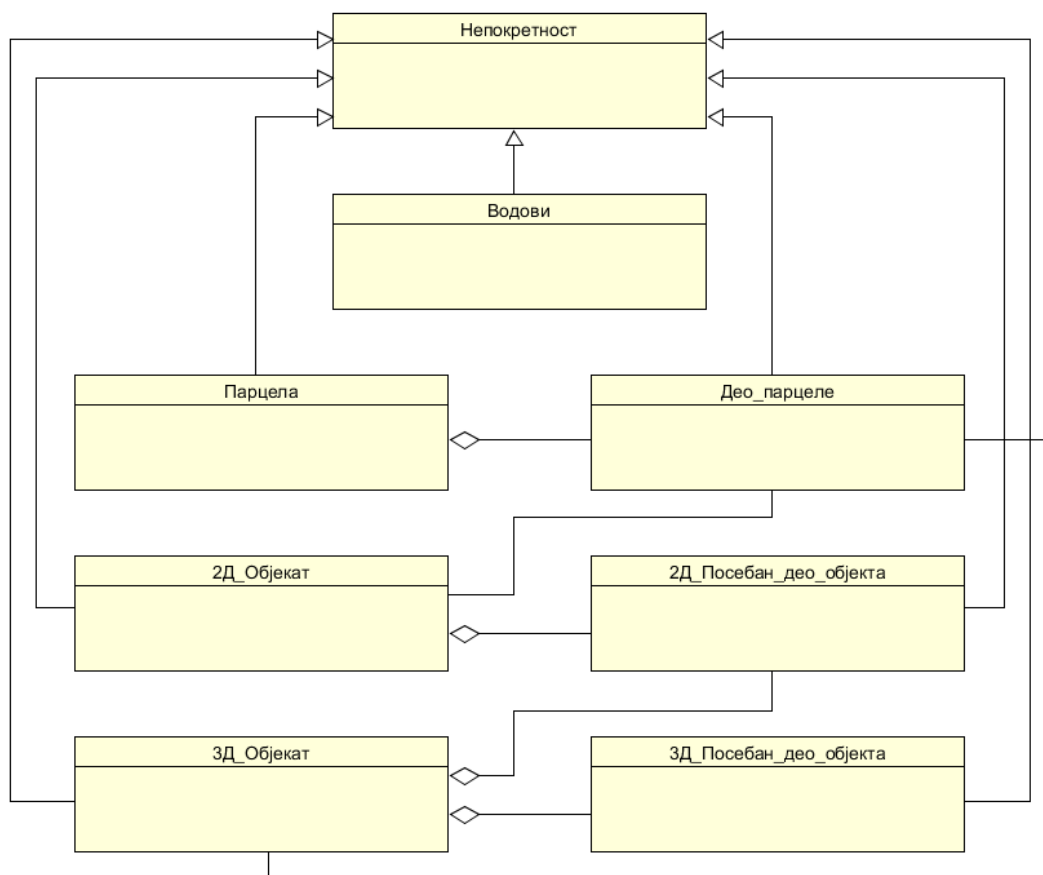 Непокретност
Водови
Парцела
Део_парцеле
2Д_Објекат
2Д_Посебан_део_објекта
3Д_Објекат
3Д_Посебан_део_објекта